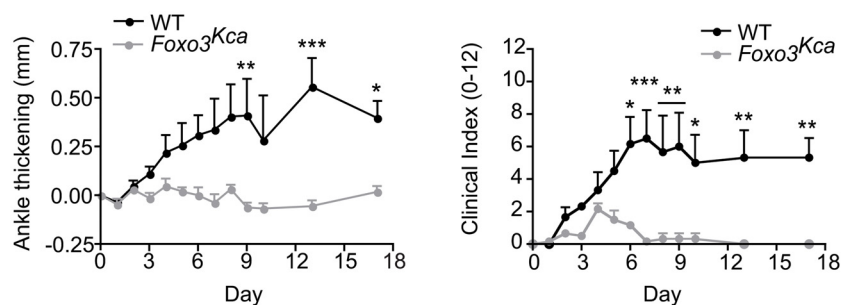 WT
Foxo3Kca
Ankle thickening (mm)
0.75
0.50
0.25
0.00
-0.25
**
***
*
0 3 6 9 12 15 18
Day
WT
Foxo3Kca
Clinical Index (0-12)
12
10
8
6
4
2
0
* *** ** * ** **
0 3 6 9 12 15 18
Day